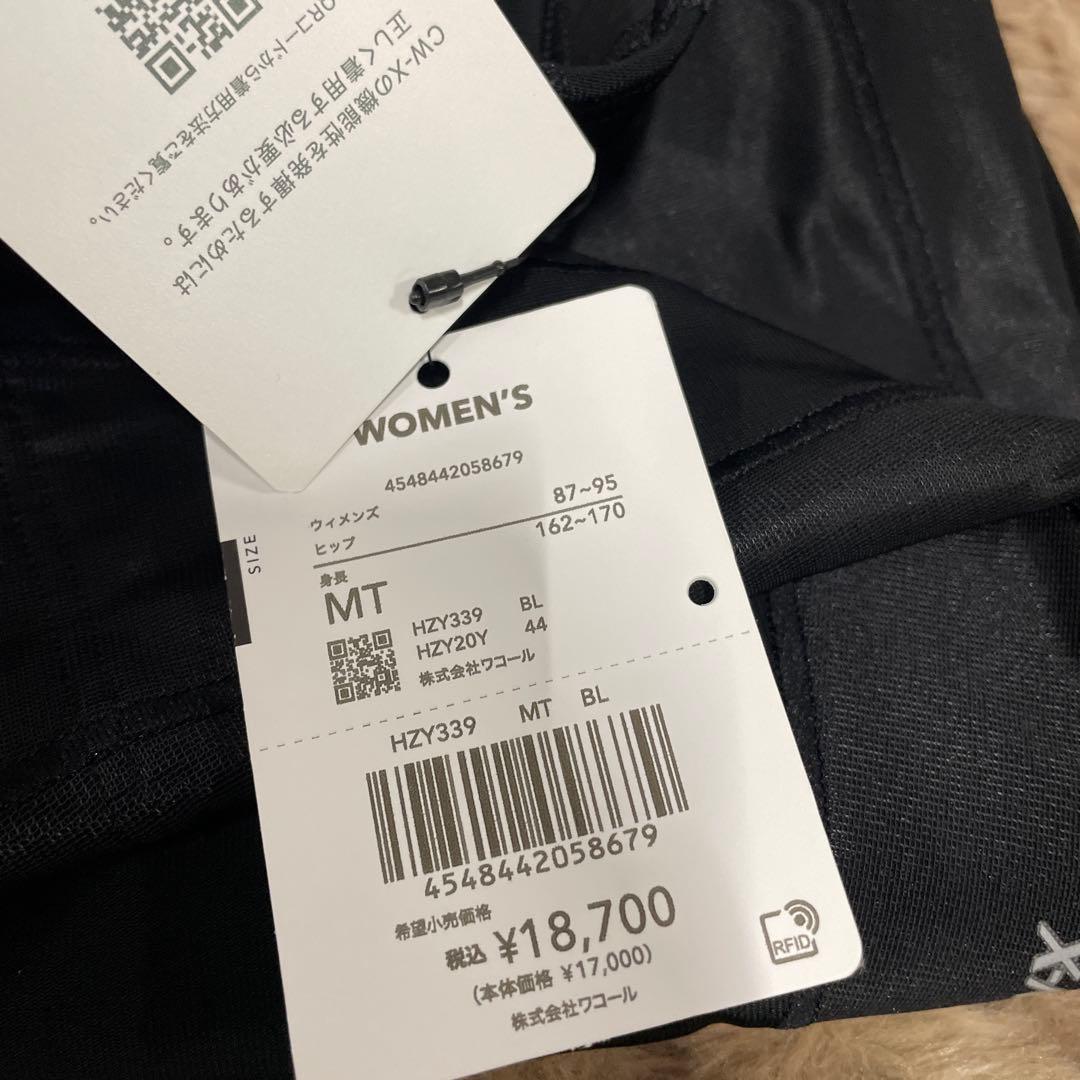 CW-Xの機能性を発揮するためには
正しく着用する必要があります。
QRコードから着用方法をご覧ください。
WOMEN'S
4548442058679
SIZE
ウィメンズ
ヒップ 87~95
身長 162~170
MT
HZY339 BL
HZY20Y 44
株式会社ワコール
HZY339 MT BL
4548442058679
希望小売価格
税込 ¥18,700
(本体価格 ¥17,000)
株式会社ワコール
RFID